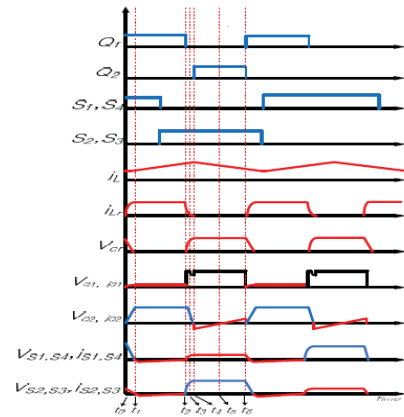 Q1
Q2
S1, S4
S2, S3
iL
iLr
Vcr
VQ1, iQ1
VQ2, iQ2
VS1,S4, iS1,S4
VS2,S3, iS2,S3
t0 t1 t2 t3 t4 t5 t6
Time